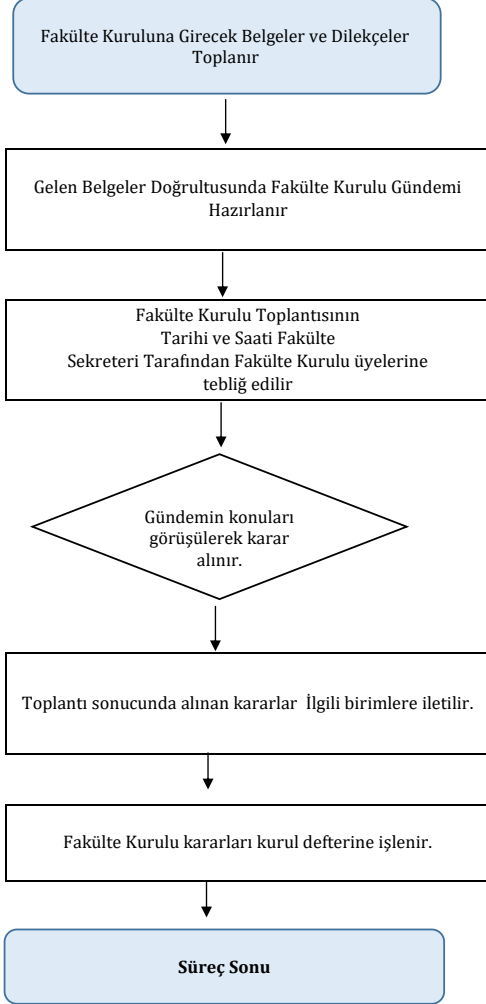 Fakülte Kuruluna Girecek Belgeler ve Dilekçeler
Toplanır
Gelen Belgeler Doğrultusunda Fakülte Kurulu Gündemi
Hazırlanır
Fakülte Kurulu Toplantısının
Tarihi ve Saati Fakülte
Sekreteri Tarafından Fakülte Kurulu üyelerine
tebliğ edilir
Gündemin konuları
görüşülerek karar
alınır.
Toplantı sonucunda alınan kararlar İlgili birimlere iletilir.
Fakülte Kurulu kararları kurul defterine işlenir.
Süreç Sonu